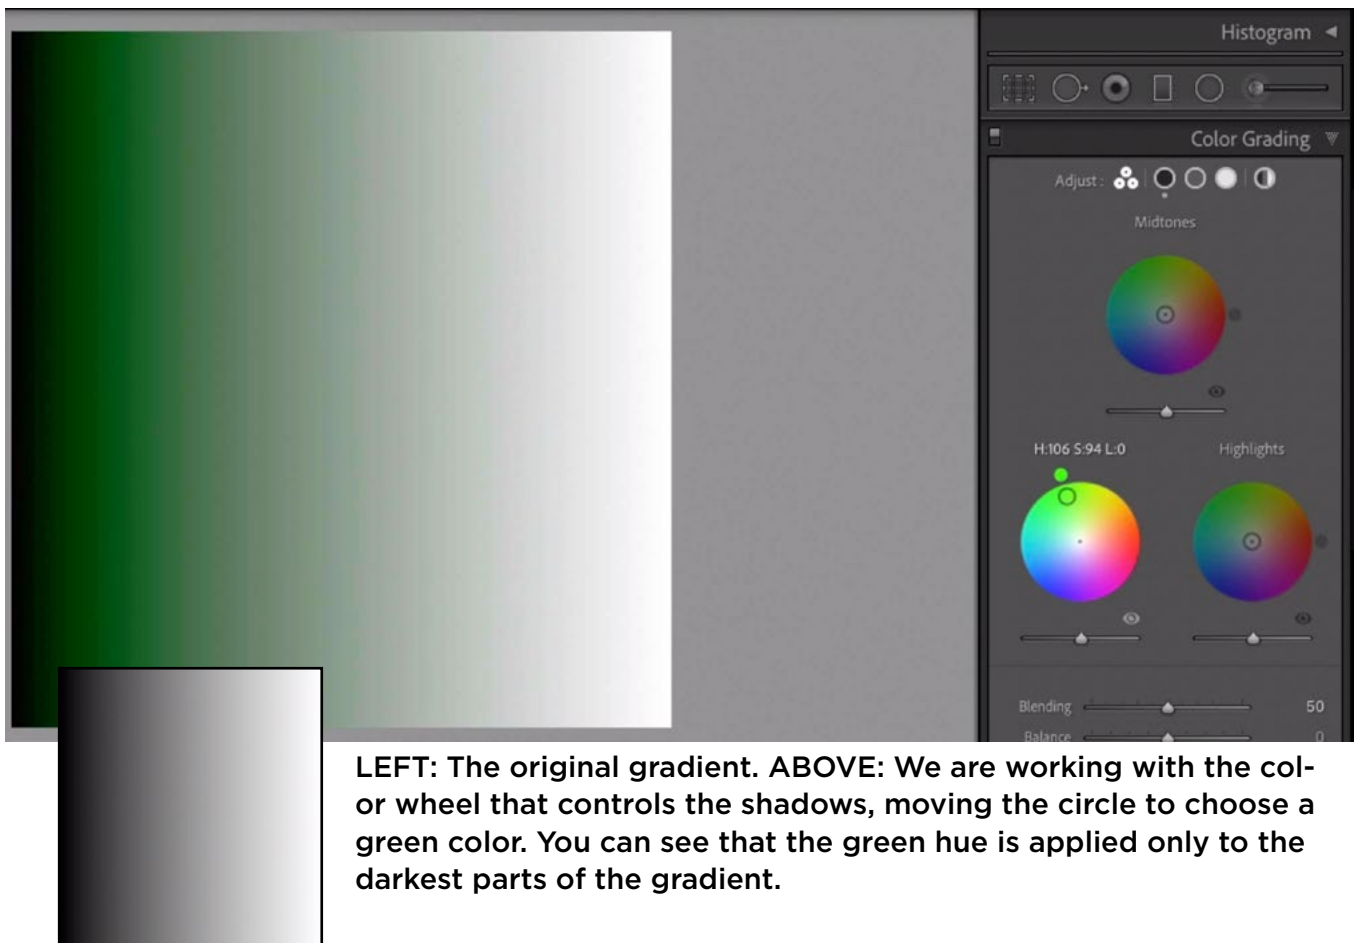 Histogram
Color Grading
Adjust :
Midtones
H:106 S:94 L:0
Highlights
Blending 50
Balance 0
LEFT: The original gradient. ABOVE: We are working with the col-
or wheel that controls the shadows, moving the circle to choose a
green color. You can see that the green hue is applied only to the
darkest parts of the gradient.